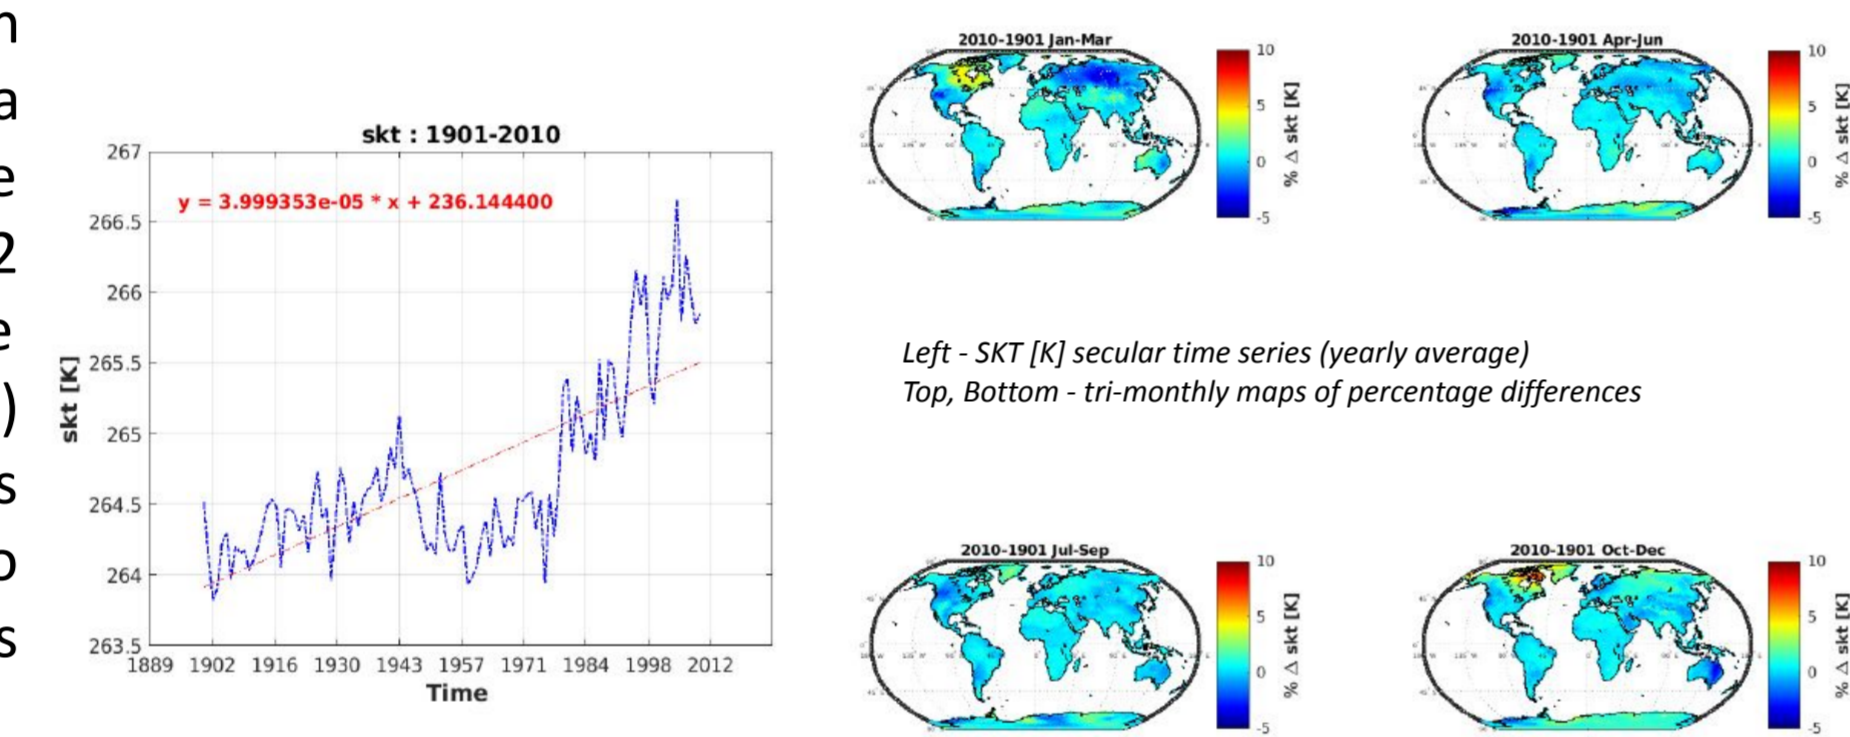 n
a
e
2
e
)
s
o
s
skt : 1901-2010
y = 3.999353e-05 * x + 236.144400
267
266.5
266
265.5
265
264.5
264
263.5
skt [K]
1889 1902 1916 1930 1943 1957 1971 1984 1998 2012
Time
2010-1901 Jan-Mar
10
5
0
-5
% Δ skt [K]
2010-1901 Apr-Jun
10
5
0
-5
% Δ skt [K]
Left - SKT [K] secular time series (yearly average)
Top, Bottom - tri-monthly maps of percentage differences
2010-1901 Jul-Sep
10
5
0
-5
% Δ skt [K]
2010-1901 Oct-Dec
10
5
0
-5
% Δ skt [K]